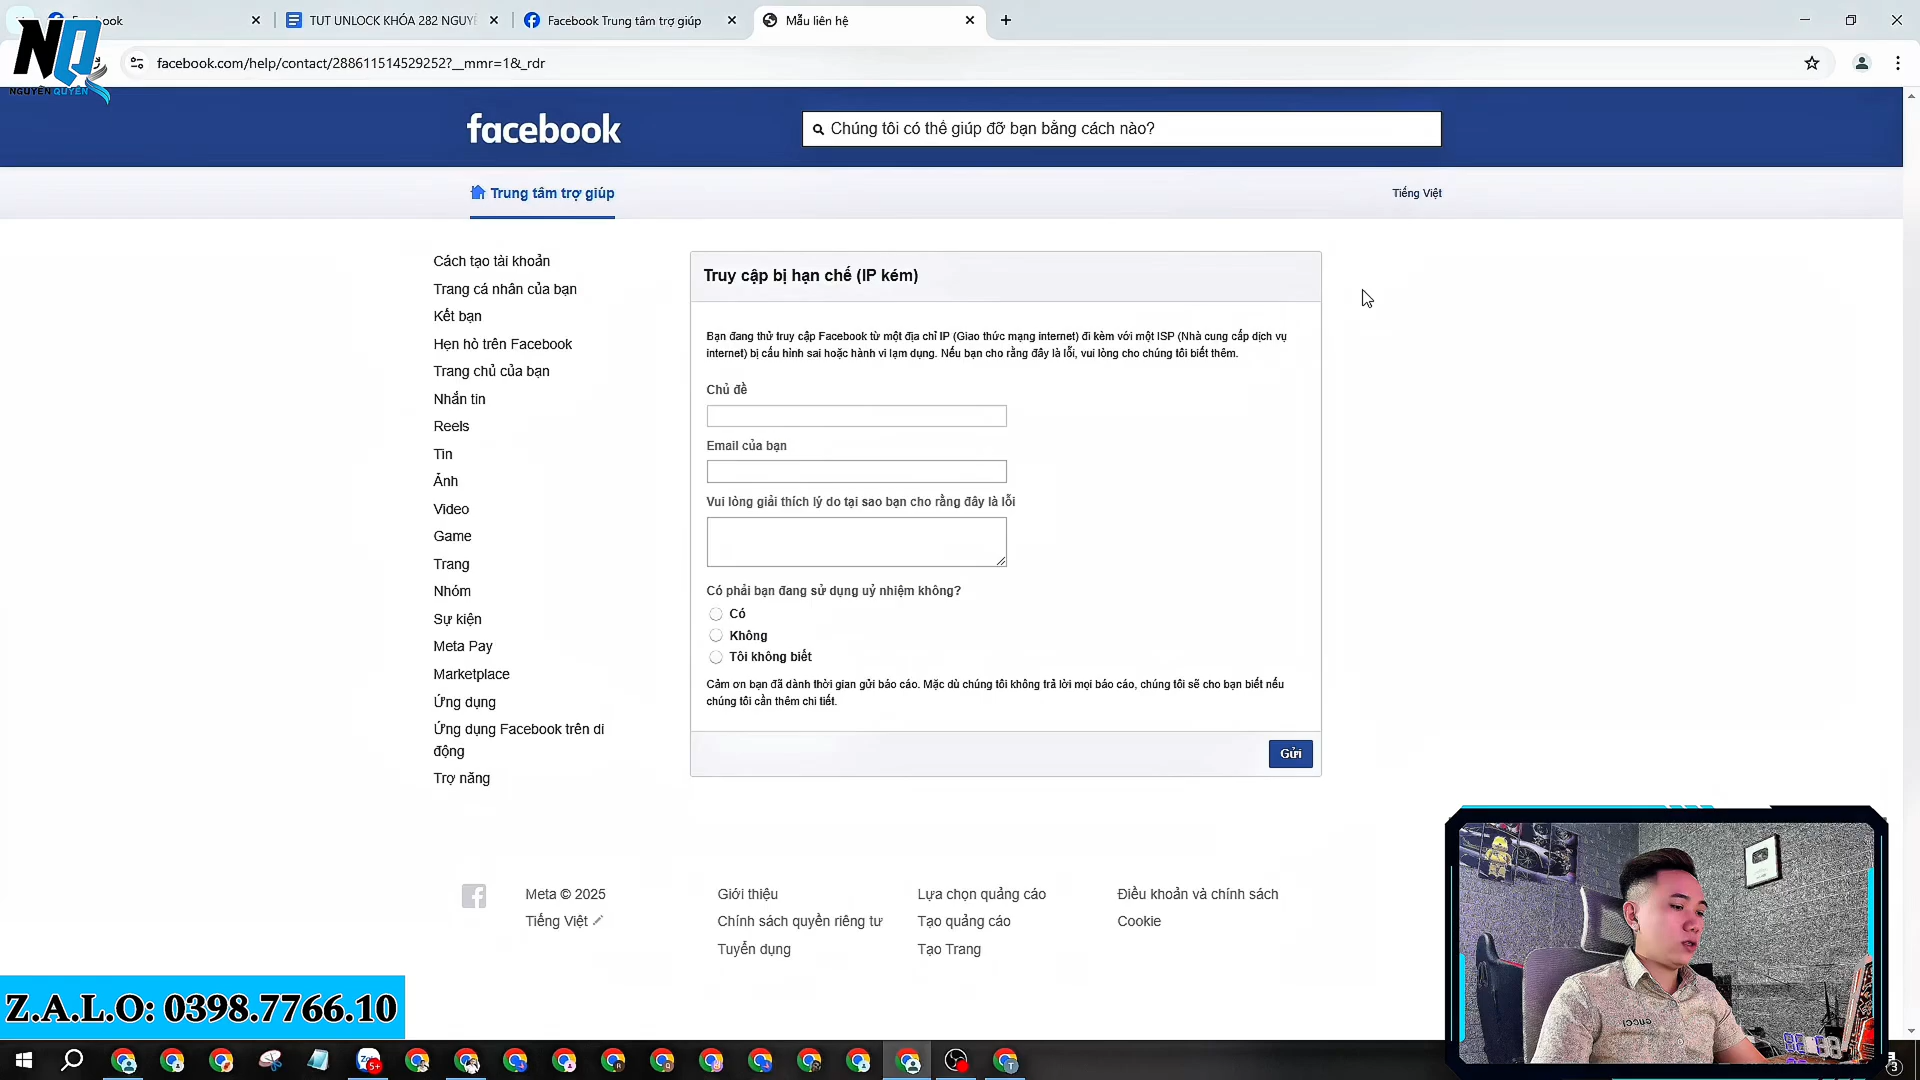 book
TUT UNLOCK KHÓA 282 NGUYÊ
Facebook Trung tâm trợ giúp
Mẫu liên hệ
facebook.com/help/contact/288611514529252?__mmr=1&_rdr
NQ
NGUYÊN QUYỀN
facebook
Chúng tôi có thể giúp đỡ bạn bằng cách nào?
Trung tâm trợ giúp
Tiếng Việt
Cách tạo tài khoản
Trang cá nhân của bạn
Kết bạn
Hẹn hò trên Facebook
Trang chủ của bạn
Nhắn tin
Reels
Tin
Ảnh
Video
Game
Trang
Nhóm
Sự kiện
Meta Pay
Marketplace
Ứng dụng
Ứng dụng Facebook trên di
động
Trợ năng
Truy cập bị hạn chế (IP kém)
Bạn đang thử truy cập Facebook từ một địa chỉ IP (Giao thức mạng internet) đi kèm với một ISP (Nhà cung cấp dịch vụ
internet) bị cấu hình sai hoặc hành vi lạm dụng. Nếu bạn cho rằng đây là lỗi, vui lòng cho chúng tôi biết thêm.
Chủ đề
Email của bạn
Vui lòng giải thích lý do tại sao bạn cho rằng đây là lỗi
Có phải bạn đang sử dụng uỷ nhiệm không?
Có
Không
Tôi không biết
Cảm ơn bạn đã dành thời gian gửi báo cáo. Mặc dù chúng tôi không trả lời mọi báo cáo, chúng tôi sẽ cho bạn biết nếu
chúng tôi cần thêm chi tiết.
Gửi
Meta © 2025
Tiếng Việt
Giới thiệu
Chính sách quyền riêng tư
Tuyển dụng
Lựa chọn quảng cáo
Tạo quảng cáo
Tạo Trang
Điều khoản và chính sách
Cookie
Z.A.L.O: 0398.7766.10
GUCCI
5+
3